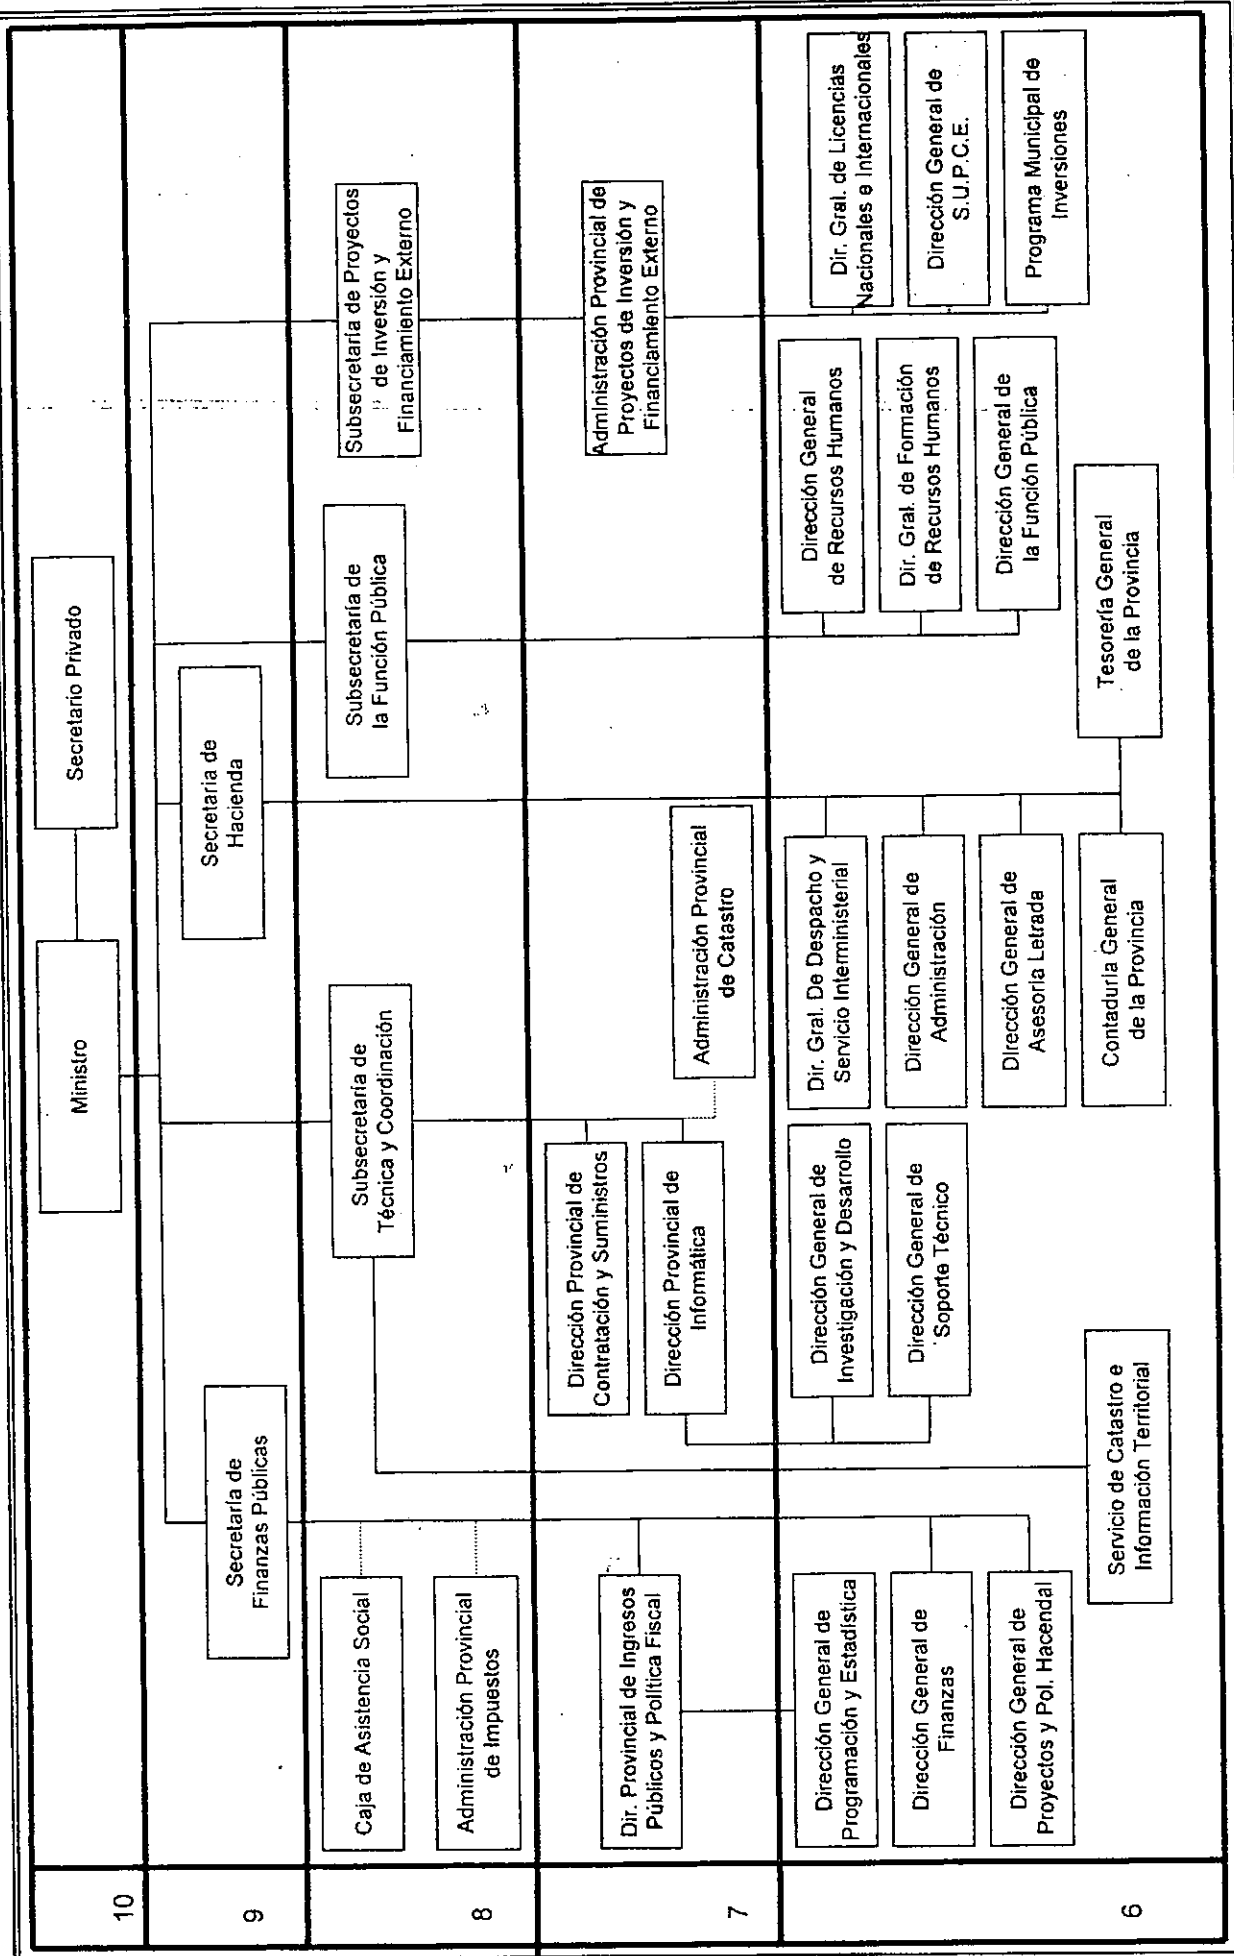 10
Ministro
Secretario Privado
9
Secretaría de
Finanzas Públicas
Secretaria de
Hacienda
8
Caja de Asistencia Social
Administración Provincial
de Impuestos
Subsecretaría de
Técnica y Coordinación
Subsecretaría de
la Función Pública
Subsecretaría de Proyectos
de Inversión y
Financiamiento Externo
7
Dir. Provincial de Ingresos
Públicos y Política Fiscal
Dirección Provincial de
Contratación y Suministros
Dirección Provincial de
Informática
Administración Provincial
de Catastro
Administración Provincial de
Proyectos de Inversión y
Financiamiento Externo
6
Dirección General de
Programación y Estadística
Dirección General de
Finanzas
Dirección General de
Proyectos y Pol. Hacendal
Servicio de Catastro e
Información Territorial
Dirección General de
Investigación y Desarrollo
Dirección General de
Soporte Técnico
Dir. Gral. De Despacho y
Servicio Interministerial
Dirección General de
Administración
Dirección General de
Asesoria Letrada
Contaduría General
de la Provincia
Tesorería General
de la Provincia
Dirección General
de Recursos Humanos
Dir. Gral. de Formación
de Recursos Humanos
Dirección General de
la Función Pública
Dir. Gral. de Licencias
Nacionales e Internacionales
Dirección General de
S.U.P.C.E.
Programa Municipal de
Inversiones